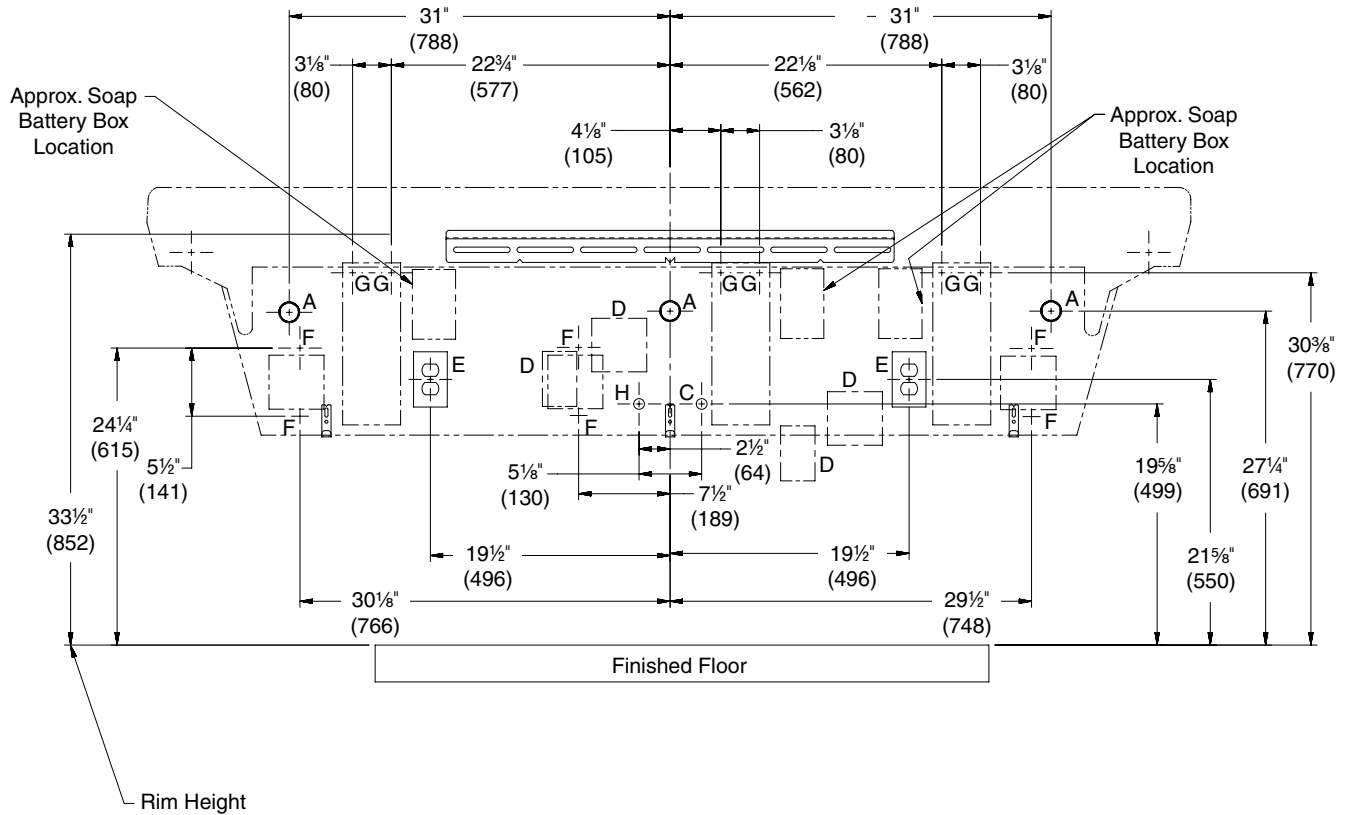 31"
(788)
31"
(788)
3⅛"
(80)
22¾"
(577)
22⅛"
(562)
3⅛"
(80)
Approx. Soap
Battery Box
Location
4⅛"
(105)
3⅛"
(80)
Approx. Soap
Battery Box
Location
G G
G G
G G
A
A
A
D
F
F
F
D
E
E
D
H
C
F
F
F
D
24¼"
(615)
5½"
(141)
33½"
(852)
2½"
(64)
5⅛"
(130)
7½"
(189)
19½"
(496)
19½"
(496)
30⅛"
(766)
29½"
(748)
30⅜"
(770)
19⅝"
(499)
27¼"
(691)
21⅝"
(550)
Finished Floor
Rim Height